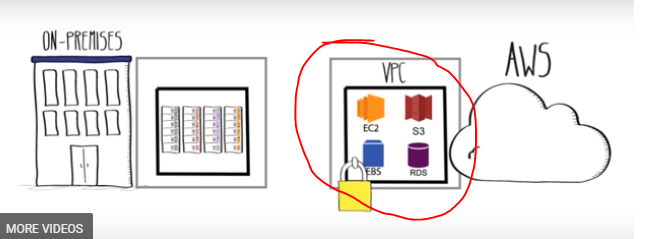 ON-PREMISES
VPC
AWS
EC2
S3
EBS
RDS
MORE VIDEOS